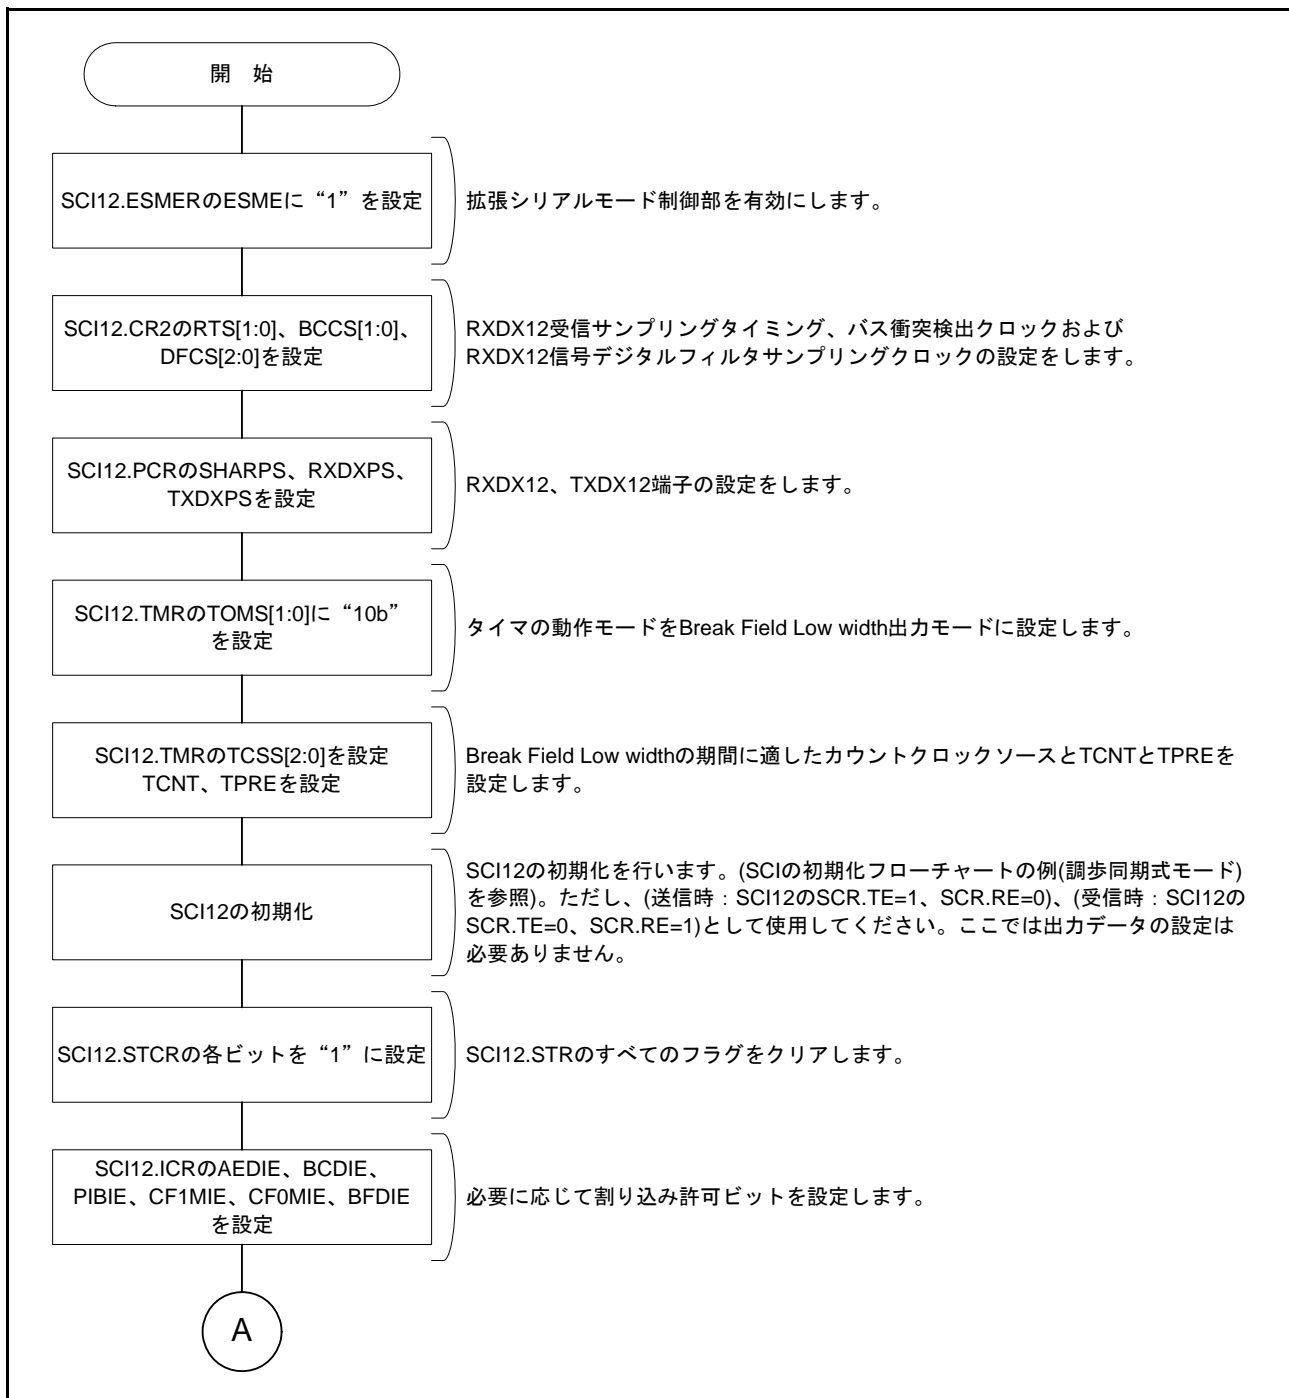 開 始
SCI12.ESMERのESMEに“1”を設定
拡張シリアルモード制御部を有効にします。
SCI12.CR2のRTS[1:0]、BCCS[1:0]、
DFCS[2:0]を設定
RXDX12受信サンプリングタイミング、バス衝突検出クロックおよび
RXDX12信号デジタルフィルタサンプリングクロックの設定をします。
SCI12.PCRのSHARPS、RXDXPS、
TXDXPSを設定
RXDX12、TXDX12端子の設定をします。
SCI12.TMRのTOMS[1:0]に“10b”
を設定
タイマの動作モードをBreak Field Low width出力モードに設定します。
SCI12.TMRのTCSS[2:0]を設定
TCNT、TPREを設定
Break Field Low widthの期間に適したカウントクロックソースとTCNTとTPREを
設定します。
SCI12の初期化
SCI12の初期化を行います。(SCIの初期化フローチャートの例(調歩同期式モード)
を参照)。ただし、(送信時：SCI12のSCR.TE=1、SCR.RE=0)、(受信時：SCI12の
SCR.TE=0、SCR.RE=1)として使用してください。ここでは出力データの設定は
必要ありません。
SCI12.STCRの各ビットを“1”に設定
SCI12.STRのすべてのフラグをクリアします。
SCI12.ICRのAEDIE、BCDIE、
PIBIE、CF1MIE、CF0MIE、BFDIE
を設定
必要に応じて割り込み許可ビットを設定します。
A